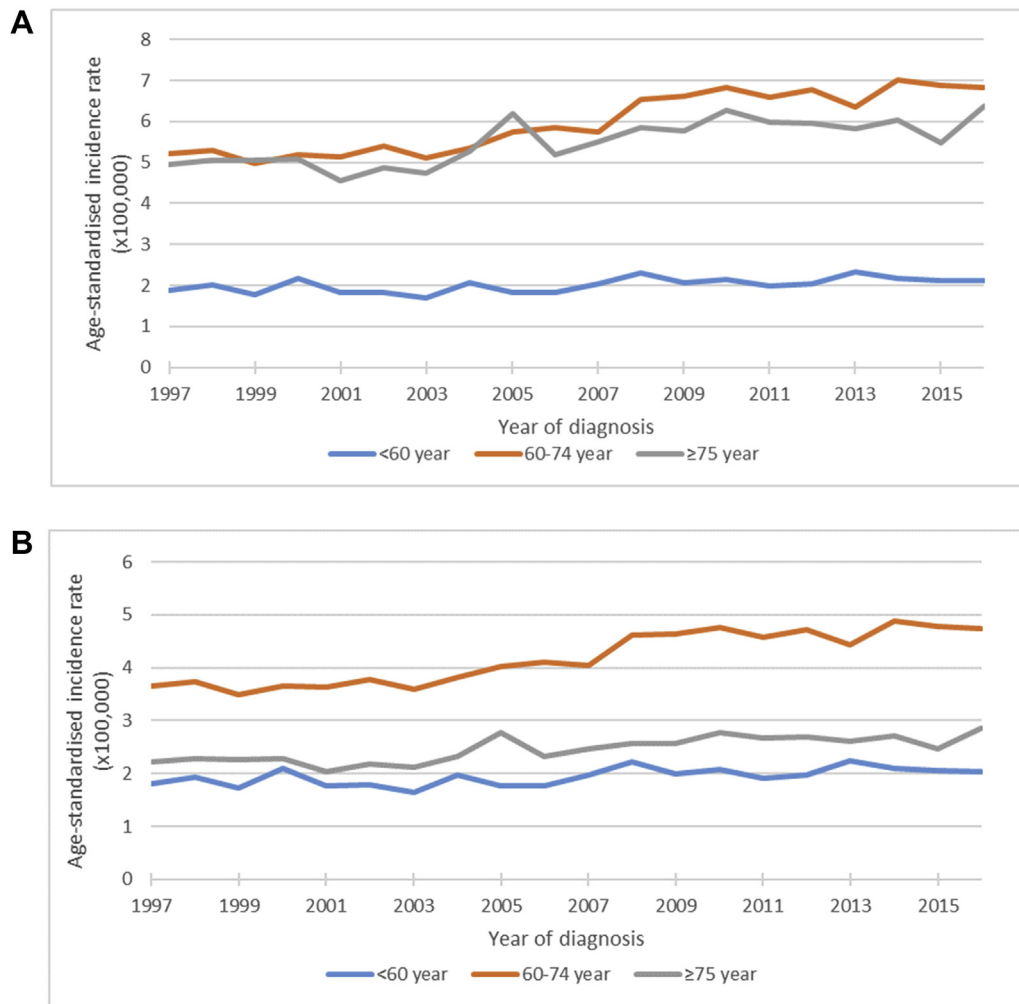 A
Age-standardised incidence rate
(x100,000)
8
7
6
5
4
3
2
1
0
1997 1999 2001 2003 2005 2007 2009 2011 2013 2015
Year of diagnosis
<60 year 60-74 year ≥75 year
B
Age-standardised incidence rate
(x100,000)
6
5
4
3
2
1
0
1997 1999 2001 2003 2005 2007 2009 2011 2013 2015
Year of diagnosis
<60 year 60-74 year ≥75 year